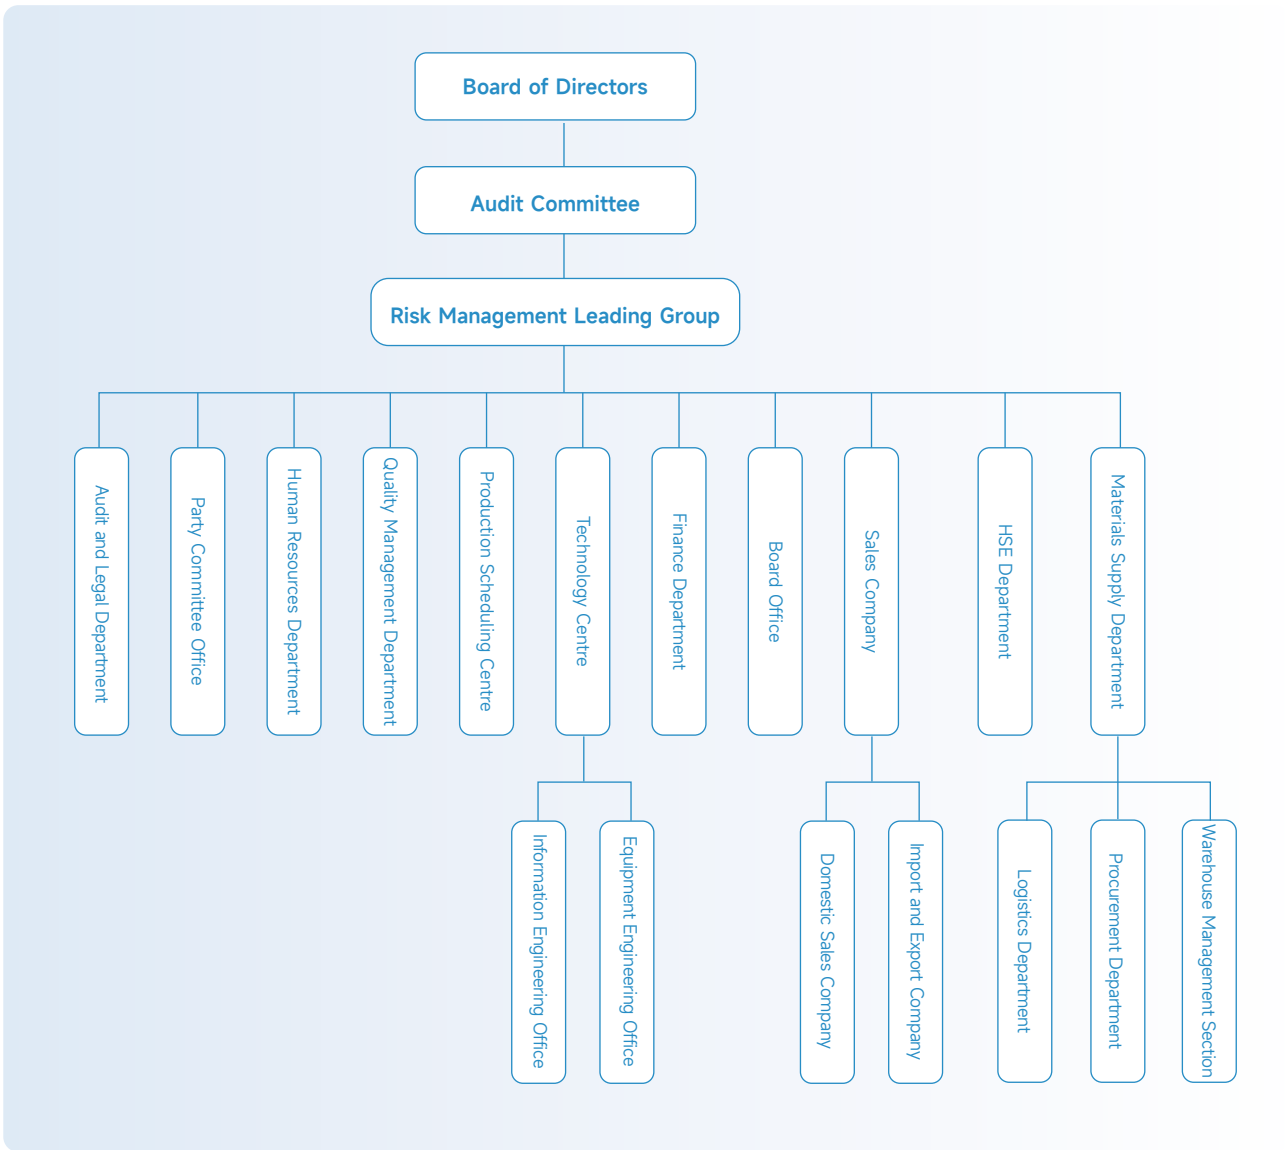 Board of Directors
Audit Committee
Risk Management Leading Group
Audit and Legal Department
Party Committee Office
Human Resources Department
Quality Management Department
Production Scheduling Centre
Technology Centre
Finance Department
Board Office
Sales Company
HSE Department
Materials Supply Department
Information Engineering Office
Equipment Engineering Office
Domestic Sales Company
Import and Export Company
Logistics Department
Procurement Department
Warehouse Management Section